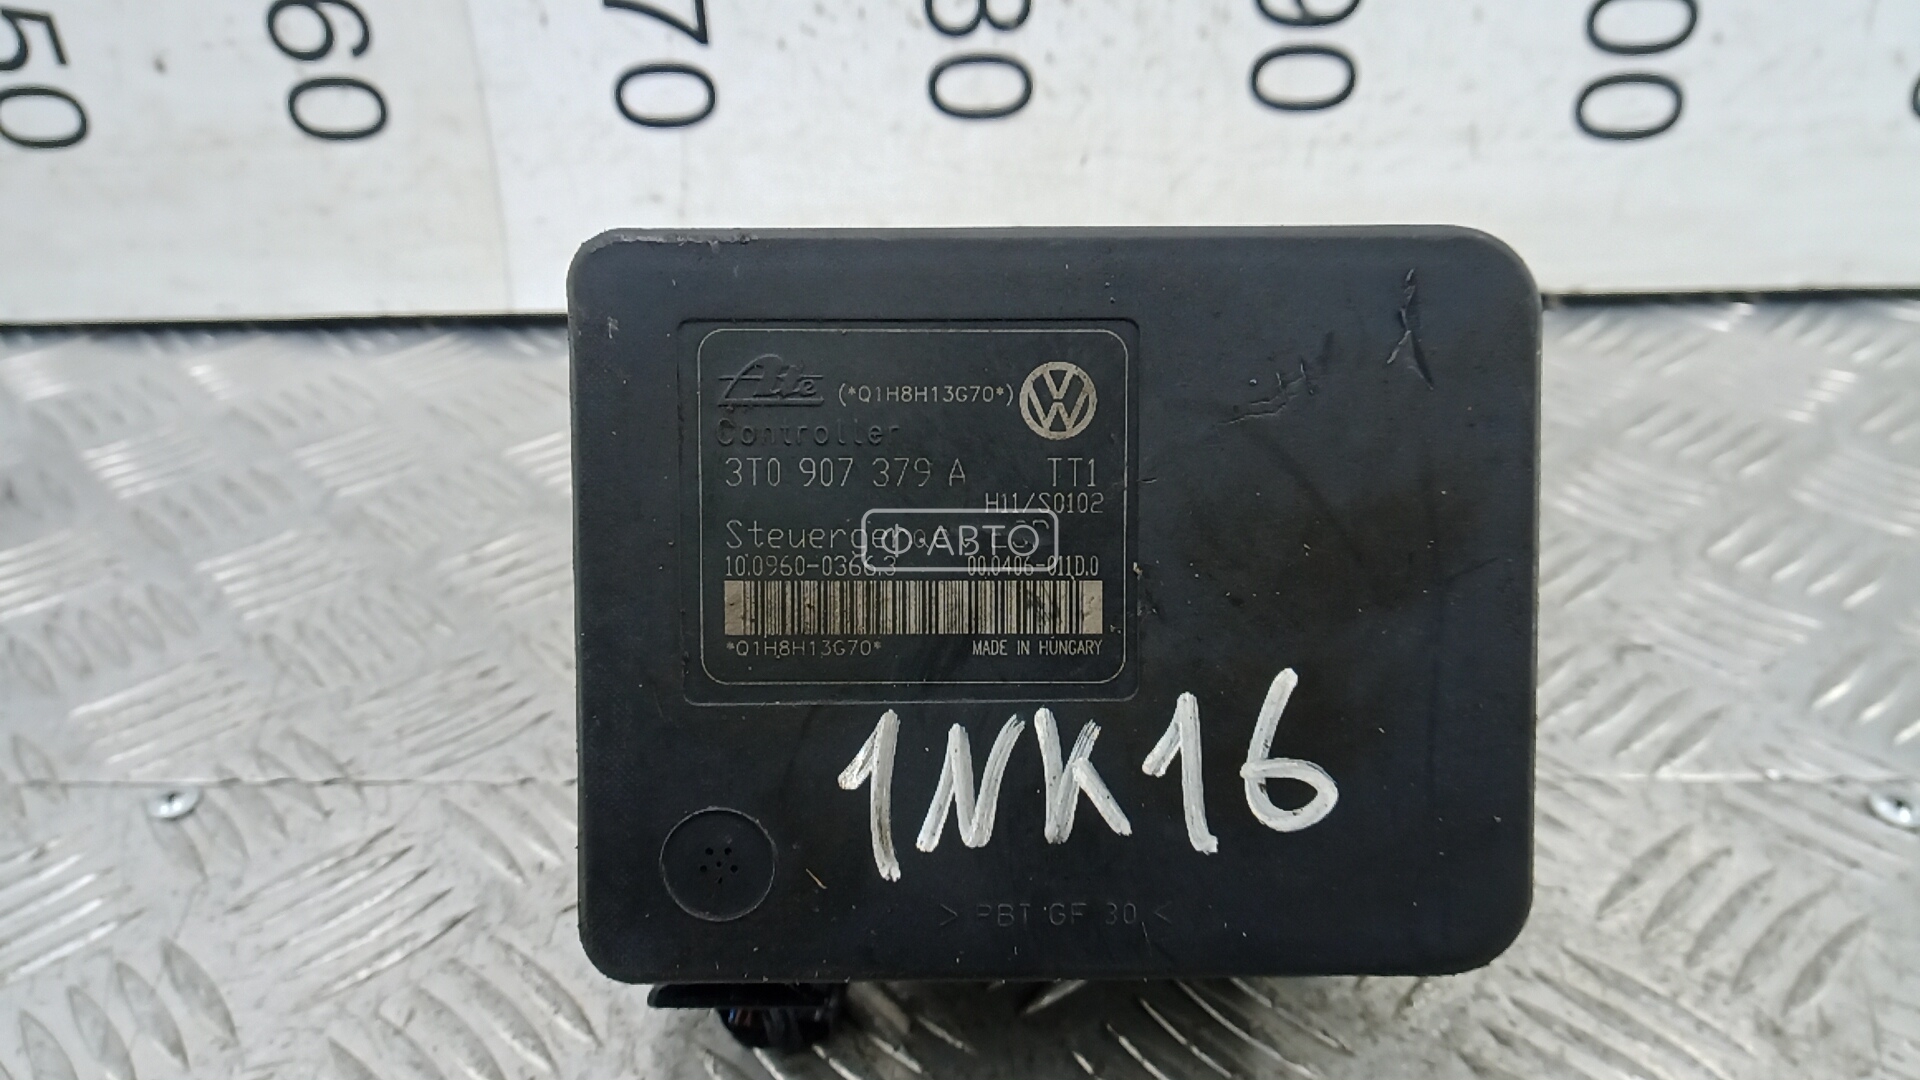 50 60 70 80 90 00
Ate (*Q1H8H13G70*)
Controller
3T0 907 379 A TT1
H11/S0102
Ф АВТО
10.0960-0366.3 00.0406-011D.0
*Q1H8H13G70* MADE IN HUNGARY
1NK16
> PBT GF 30 <